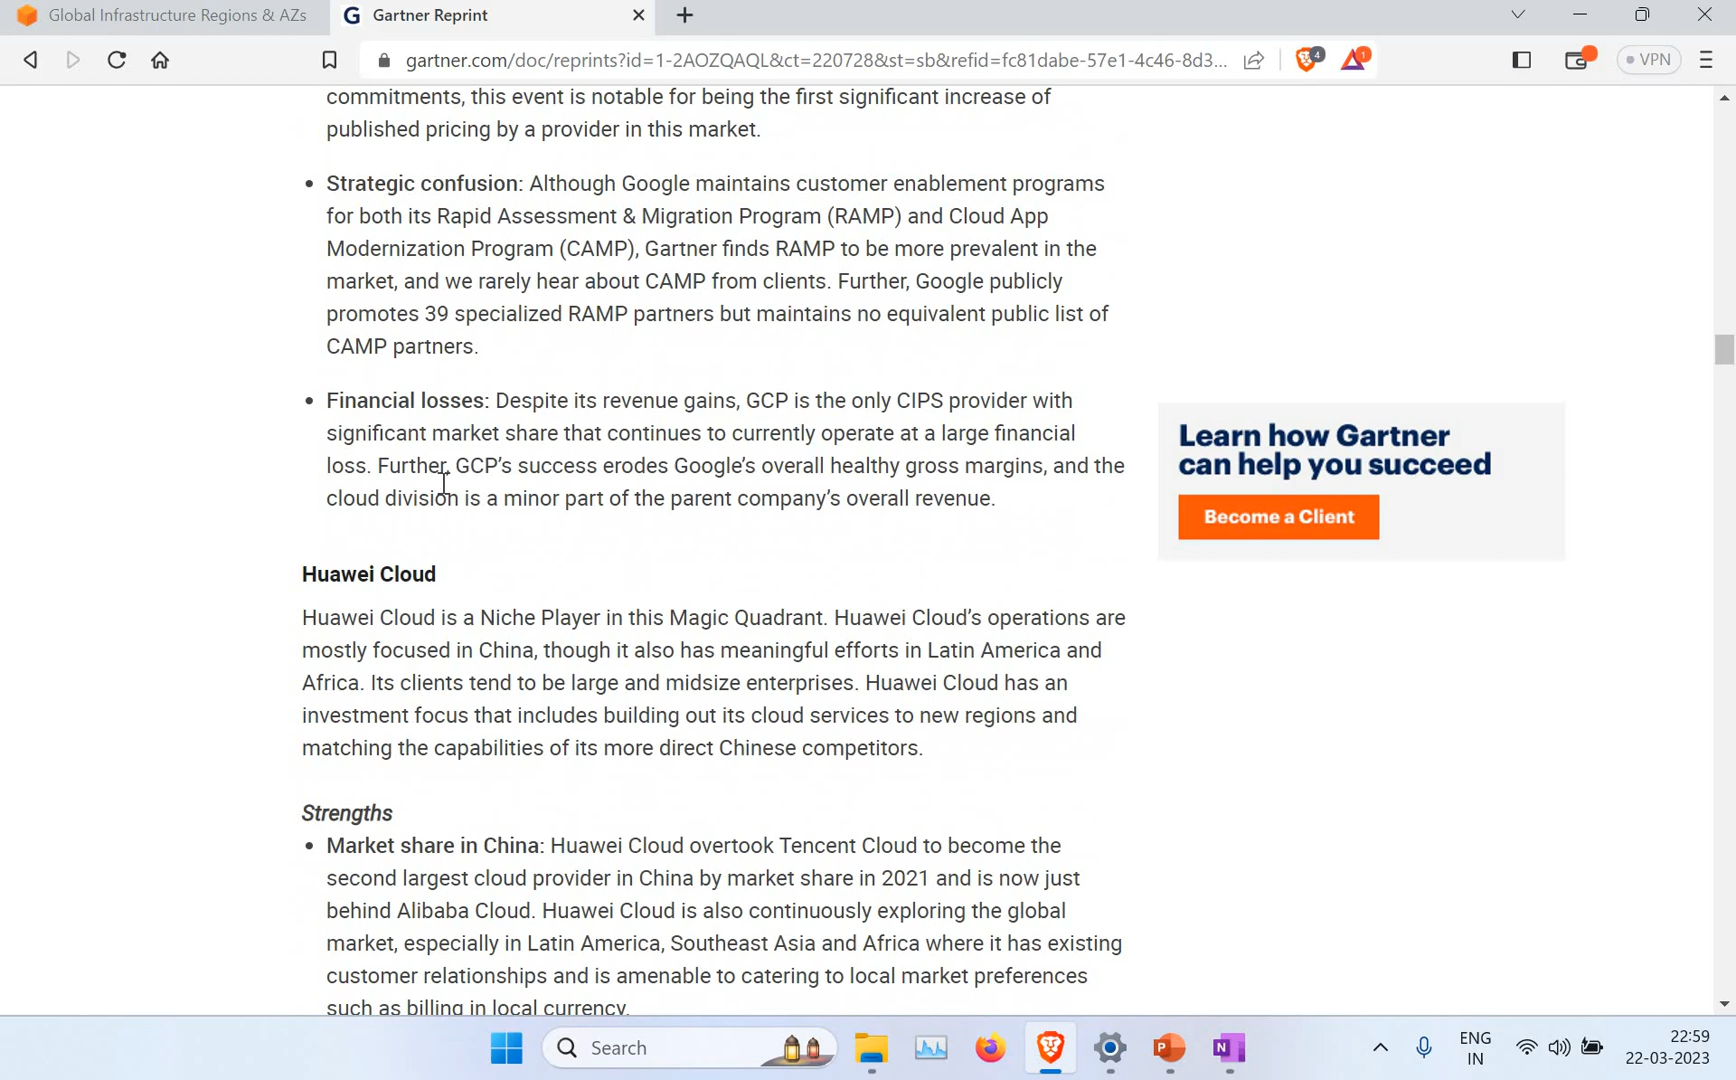 Global Infrastructure Regions & AZs
G Gartner Reprint
gartner.com/doc/reprints?id=1-2AOZQAQL&ct=220728&st=sb&refid=fc81dabe-57e1-4c46-8d3...
4
1
VPN
commitments, this event is notable for being the first significant increase of
published pricing by a provider in this market.
• Strategic confusion: Although Google maintains customer enablement programs
for both its Rapid Assessment & Migration Program (RAMP) and Cloud App
Modernization Program (CAMP), Gartner finds RAMP to be more prevalent in the
market, and we rarely hear about CAMP from clients. Further, Google publicly
promotes 39 specialized RAMP partners but maintains no equivalent public list of
CAMP partners.
• Financial losses: Despite its revenue gains, GCP is the only CIPS provider with
significant market share that continues to currently operate at a large financial
loss. Further, GCP’s success erodes Google’s overall healthy gross margins, and the
cloud division is a minor part of the parent company’s overall revenue.
Learn how Gartner
can help you succeed
Become a Client
Huawei Cloud
Huawei Cloud is a Niche Player in this Magic Quadrant. Huawei Cloud’s operations are
mostly focused in China, though it also has meaningful efforts in Latin America and
Africa. Its clients tend to be large and midsize enterprises. Huawei Cloud has an
investment focus that includes building out its cloud services to new regions and
matching the capabilities of its more direct Chinese competitors.
Strengths
• Market share in China: Huawei Cloud overtook Tencent Cloud to become the
second largest cloud provider in China by market share in 2021 and is now just
behind Alibaba Cloud. Huawei Cloud is also continuously exploring the global
market, especially in Latin America, Southeast Asia and Africa where it has existing
customer relationships and is amenable to catering to local market preferences
such as billing in local currency.
Search
P
N
ENG
IN
22:59
22-03-2023